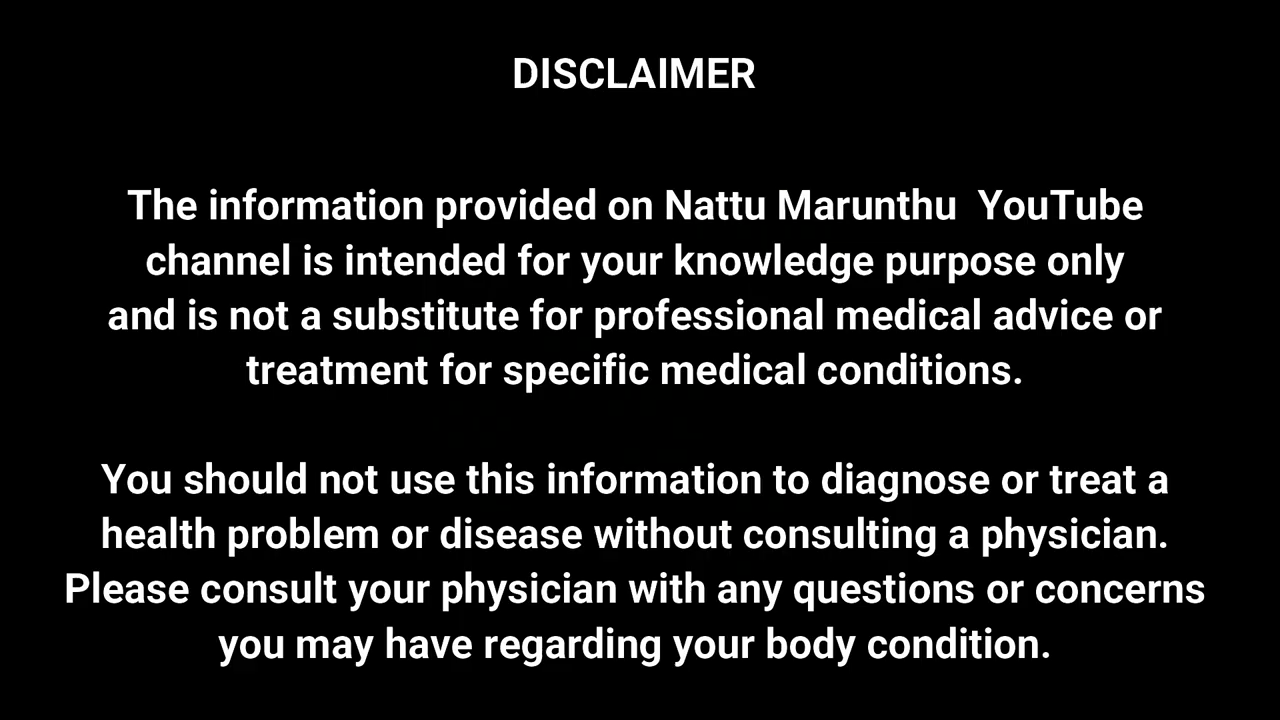 DISCLAIMER
The information provided on Nattu Marunthu  YouTube
channel is intended for your knowledge purpose only
and is not a substitute for professional medical advice or
treatment for specific medical conditions.
You should not use this information to diagnose or treat a
health problem or disease without consulting a physician.
Please consult your physician with any questions or concerns
you may have regarding your body condition.